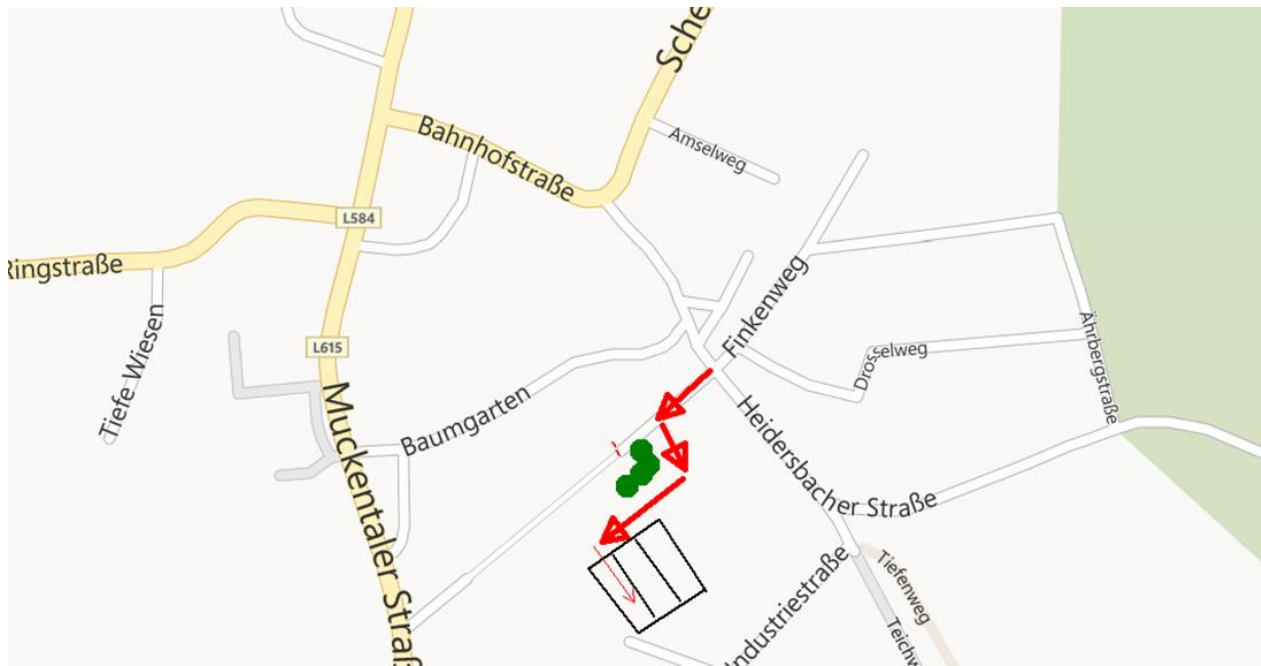 Sche
Bahnhofstraße
Amselweg
L584
Ringstraße
Finkenweg
Tiefe Wiesen
L615
Drosselweg
Ährbergstraße
Muckentaler Straß
Baumgarten
Heidersbacher Straße
Industriestraße
Tiefenweg
Teichw